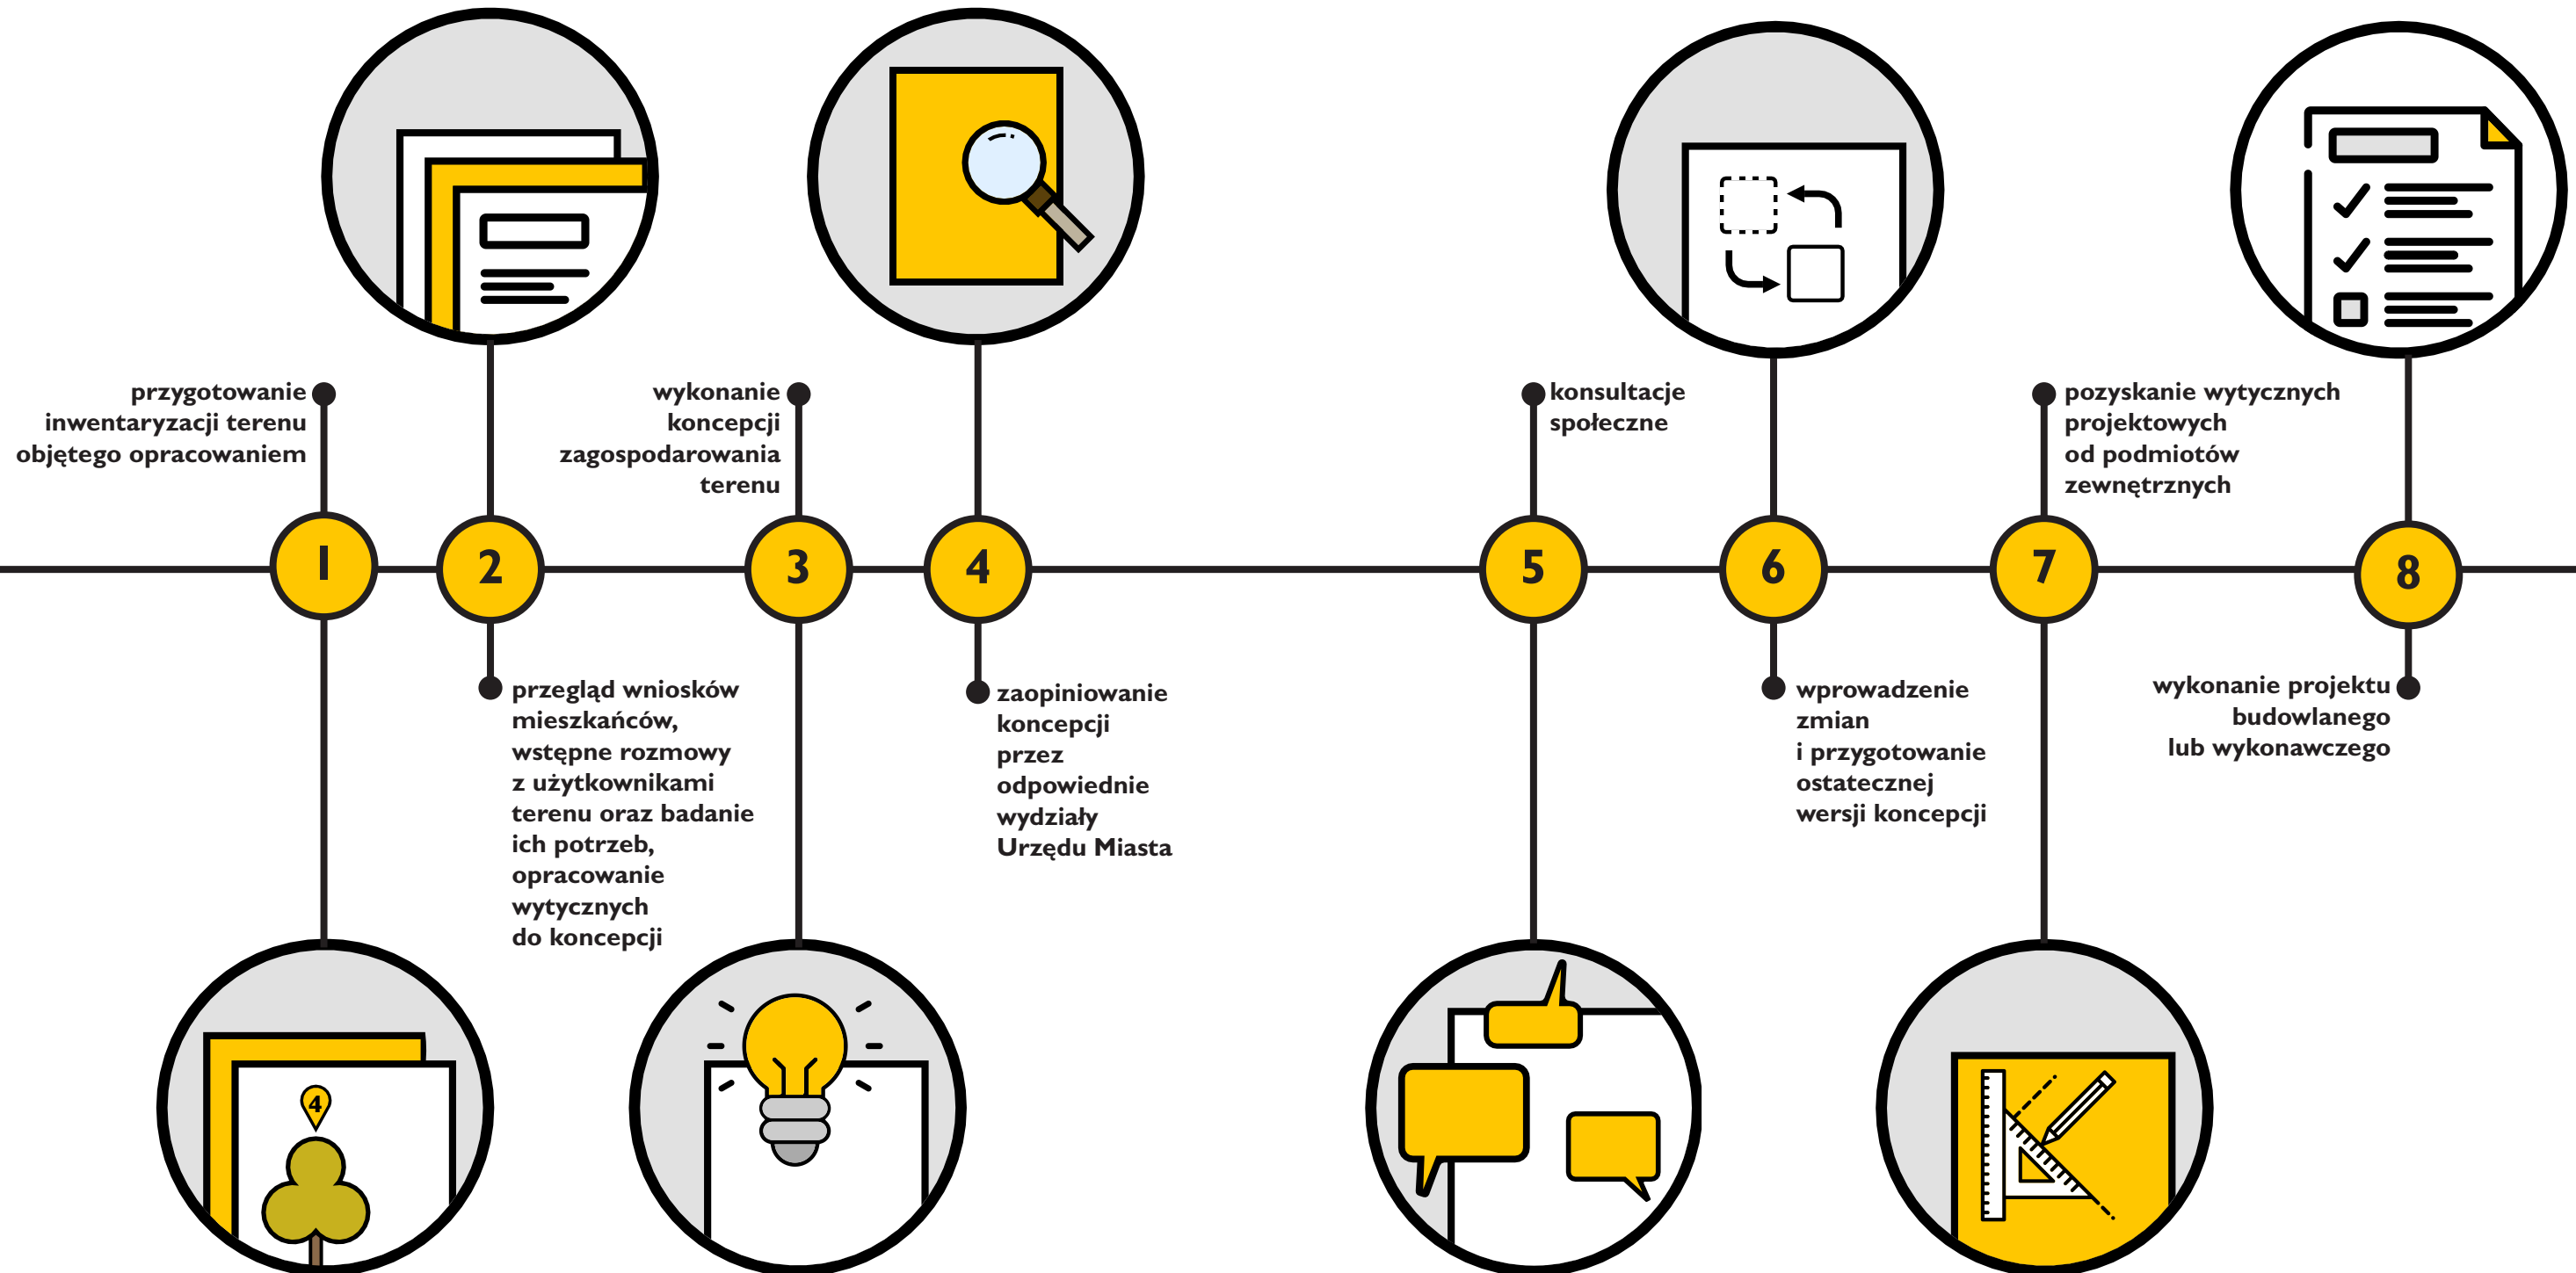 przygotowanie
inwentaryzacji terenu
objętego opracowaniem
1
2
przegląd wniosków
mieszkańców,
wstępne rozmowy
z użytkownikami
terenu oraz badanie
ich potrzeb,
opracowanie
wytycznych
do koncepcji
wykonanie
koncepcji
zagospodarowania
terenu
3
4
zaopiniowanie
koncepcji
przez
odpowiednie
wydziały
Urzędu Miasta
konsultacje
społeczne
5
6
wprowadzenie
zmian
i przygotowanie
ostatecznej
wersji koncepcji
pozyskanie wytycznych
projektowych
od podmiotów
zewnętrznych
7
8
wykonanie projektu
budowlanego
lub wykonawczego
4